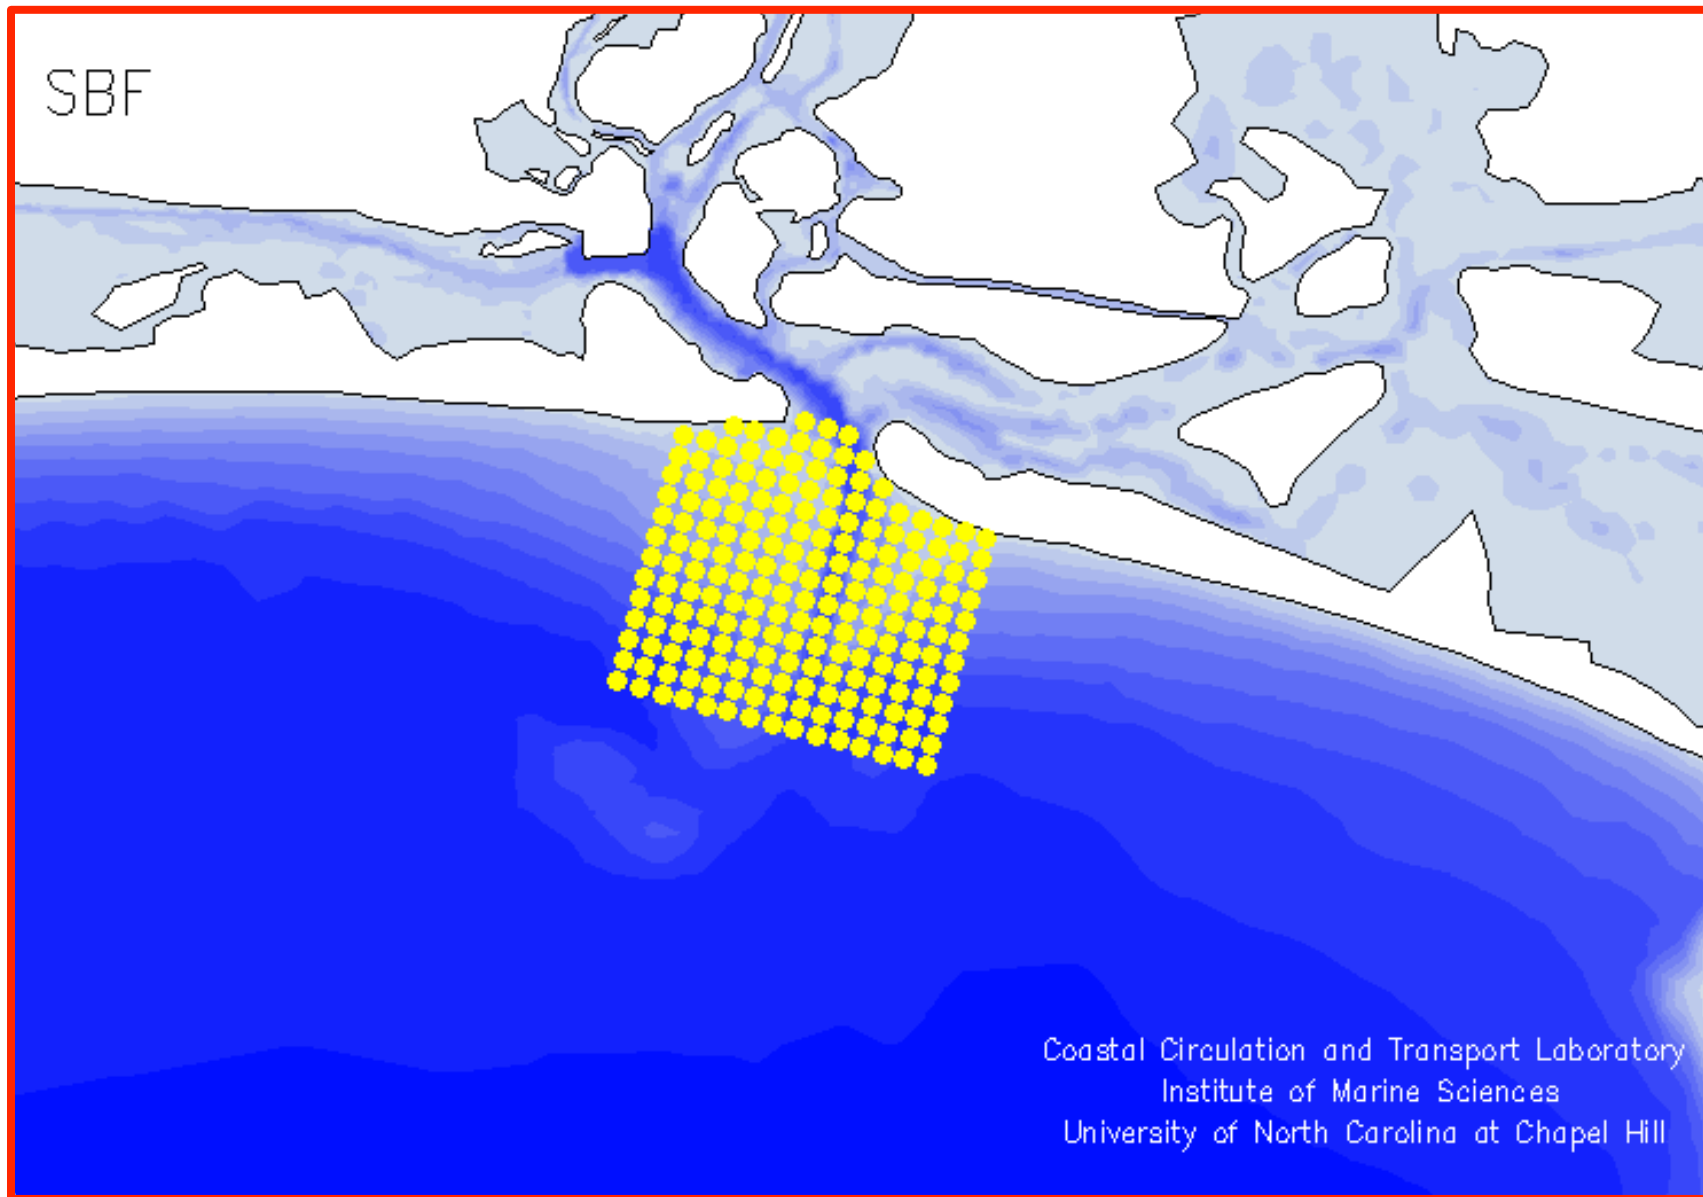 SBF
Coastal Circulation and Transport Laboratory
Institute of Marine Sciences
University of North Carolina at Chapel Hill